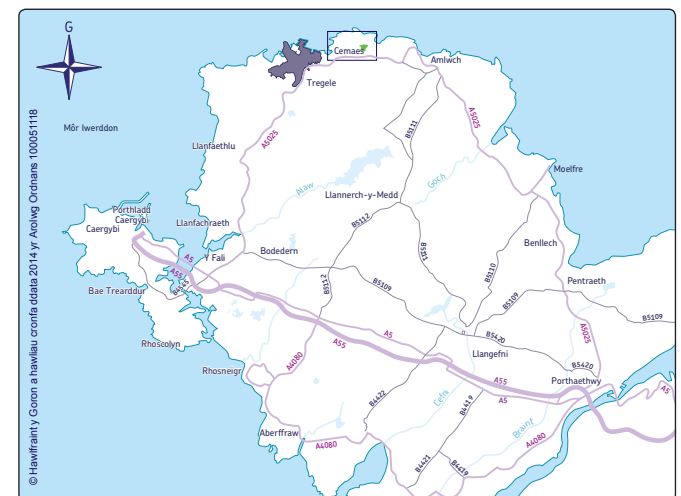 G
Cemaes
Amlwch
Tregele
A5025
A5025
B5111
Môr Iwerddon
Llanfaethlu
Moelfre
Alaw
Goch
Llannerch-y-Medd
Porthladd
Caergybi
Caergybi
Llanfachraeth
B5112
B5111
Benllech
A5
Y Fali
Bodedern
A55
B4545
B5112
B5109
B5110
Pentraeth
Bae Trearddur
B5109
B5109
A5025
Rhoscolyn
A5
A55
B5420
Llangefni
B5420
Rhosneigr
A4080
A55
Porthaethwy
A5
A5
B4422
Cefni
B4419
Braint
Aberffraw
A4080
A4080
B4421
B4419
© Hawlfrainty Goron a hawliau cronfa ddata 2014 yr Arolwg Ordnans 100051118